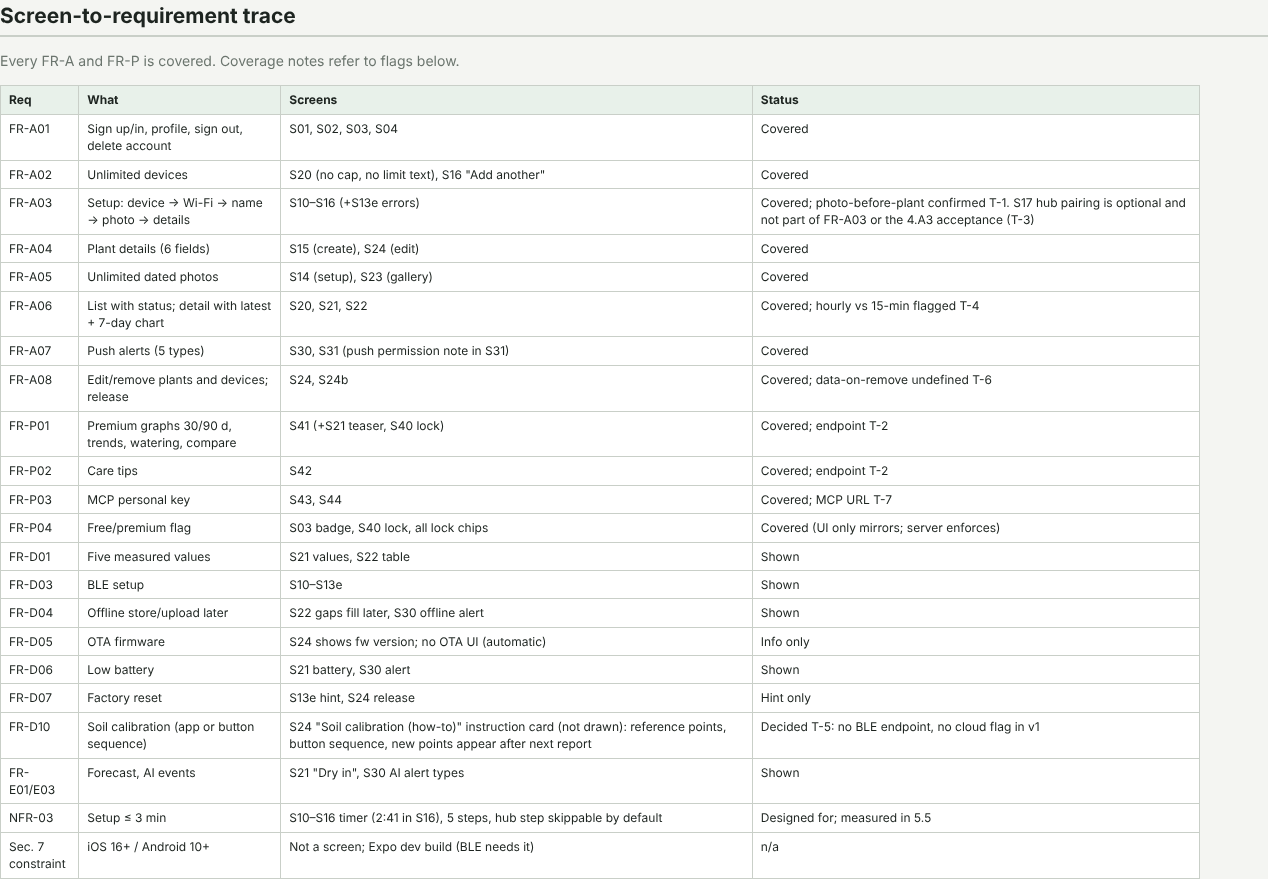 Screen-to-requirement trace
Every FR-A and FR-P is covered. Coverage notes refer to flags below.
Req What Screens Status
FR-A01 Sign up/in, profile, sign out, S01, S02, S03, S04 Covered
delete account
FR-A02 Unlimited devices S20 (no cap, no limit text), S16 "Add another" Covered
FR-A03 Setup: device → Wi-Fi → name S10–S16 (+S13e errors) Covered; photo-before-plant confirmed T-1. S17 hub pairing is optional and
→ photo → details not part of FR-A03 or the 4.A3 acceptance (T-3)
FR-A04 Plant details (6 fields) S15 (create), S24 (edit) Covered
FR-A05 Unlimited dated photos S14 (setup), S23 (gallery) Covered
FR-A06 List with status; detail with latest S20, S21, S22 Covered; hourly vs 15-min flagged T-4
+ 7-day chart
FR-A07 Push alerts (5 types) S30, S31 (push permission note in S31) Covered
FR-A08 Edit/remove plants and devices; S24, S24b Covered; data-on-remove undefined T-6
release
FR-P01 Premium graphs 30/90 d, S41 (+S21 teaser, S40 lock) Covered; endpoint T-2
trends, watering, compare
FR-P02 Care tips S42 Covered; endpoint T-2
FR-P03 MCP personal key S43, S44 Covered; MCP URL T-7
FR-P04 Free/premium flag S03 badge, S40 lock, all lock chips Covered (UI only mirrors; server enforces)
FR-D01 Five measured values S21 values, S22 table Shown
FR-D03 BLE setup S10–S13e Shown
FR-D04 Offline store/upload later S22 gaps fill later, S30 offline alert Shown
FR-D05 OTA firmware S24 shows fw version; no OTA UI (automatic) Info only
FR-D06 Low battery S21 battery, S30 alert Shown
FR-D07 Factory reset S13e hint, S24 release Hint only
FR-D10 Soil calibration (app or button S24 "Soil calibration (how-to)" instruction card (not drawn): reference points, Decided T-5: no BLE endpoint, no cloud flag in v1
sequence) button sequence, new points appear after next report
FR- Forecast, AI events S21 "Dry in", S30 AI alert types Shown
E01/E03
NFR-03 Setup ≤ 3 min S10–S16 timer (2:41 in S16), 5 steps, hub step skippable by default Designed for; measured in 5.5
Sec. 7 iOS 16+ / Android 10+ Not a screen; Expo dev build (BLE needs it) n/a
constraint